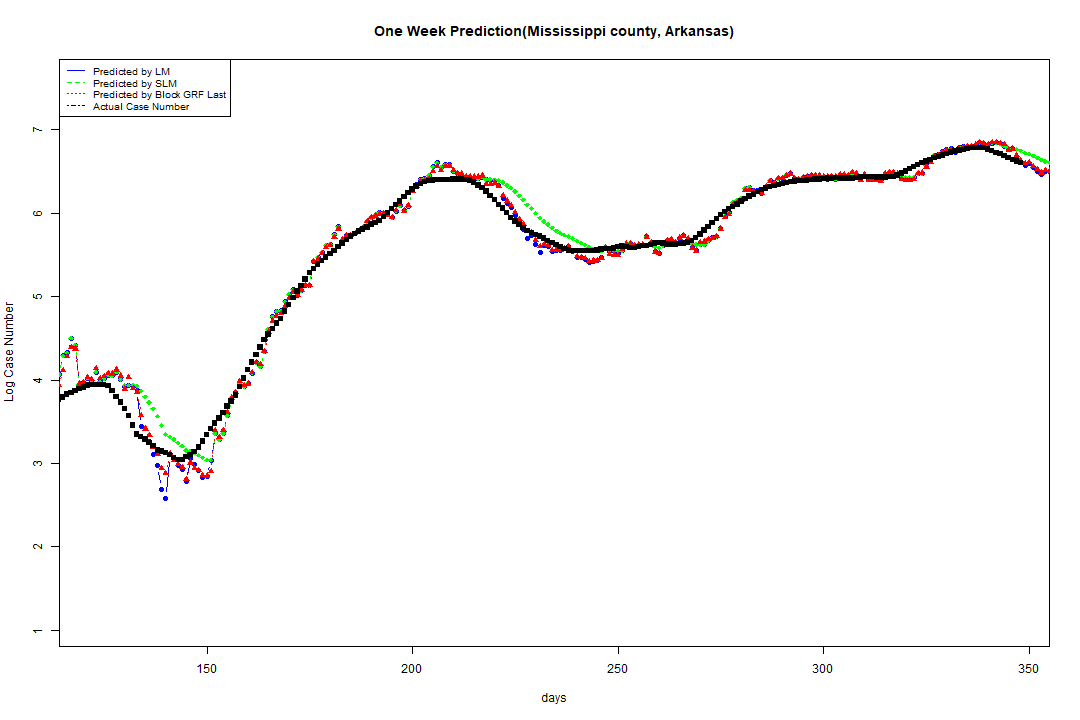 One Week Prediction(Mississippi county, Arkansas)
Predicted by LM
Predicted by SLM
Predicted by Block GRF Last
Actual Case Number
7
6
5
4
3
2
1
Log Case Number
150 200 250 300 350
days